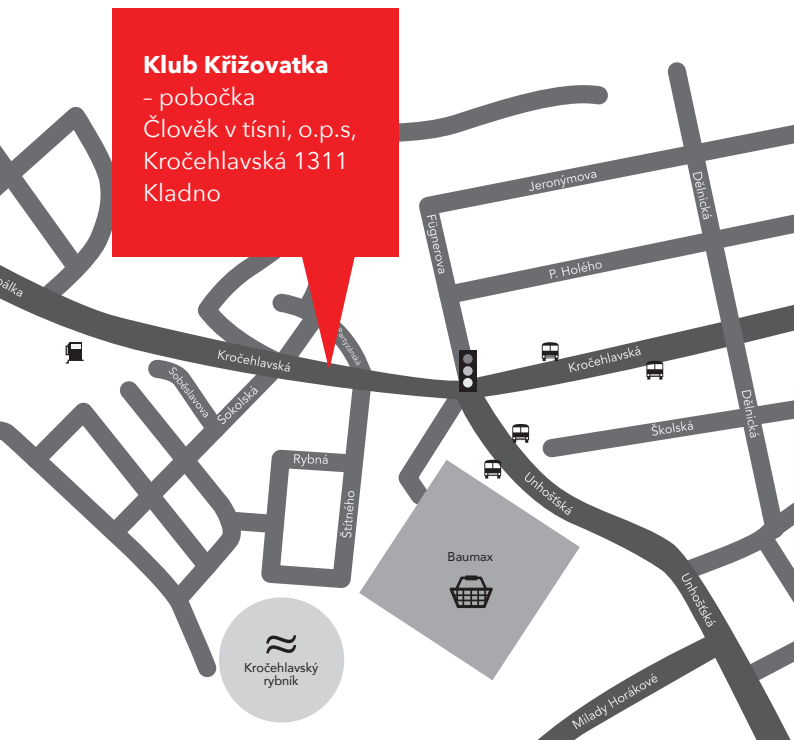 Klub Křižovatka
– pobočka
Člověk v tísni, o.p.s,
Kročehlavská 1311
Kladno
Jeronýmova
Dělnická
Fügnerova
P. Holého
Partyzánská
Kročehlavská
Kročehlavská
Soběslavova
Sokolská
Dělnická
Školská
Rybná
Štítného
Unhošťská
Baumax
Unhošťská
Kročehlavský
rybník
Milady Horákové